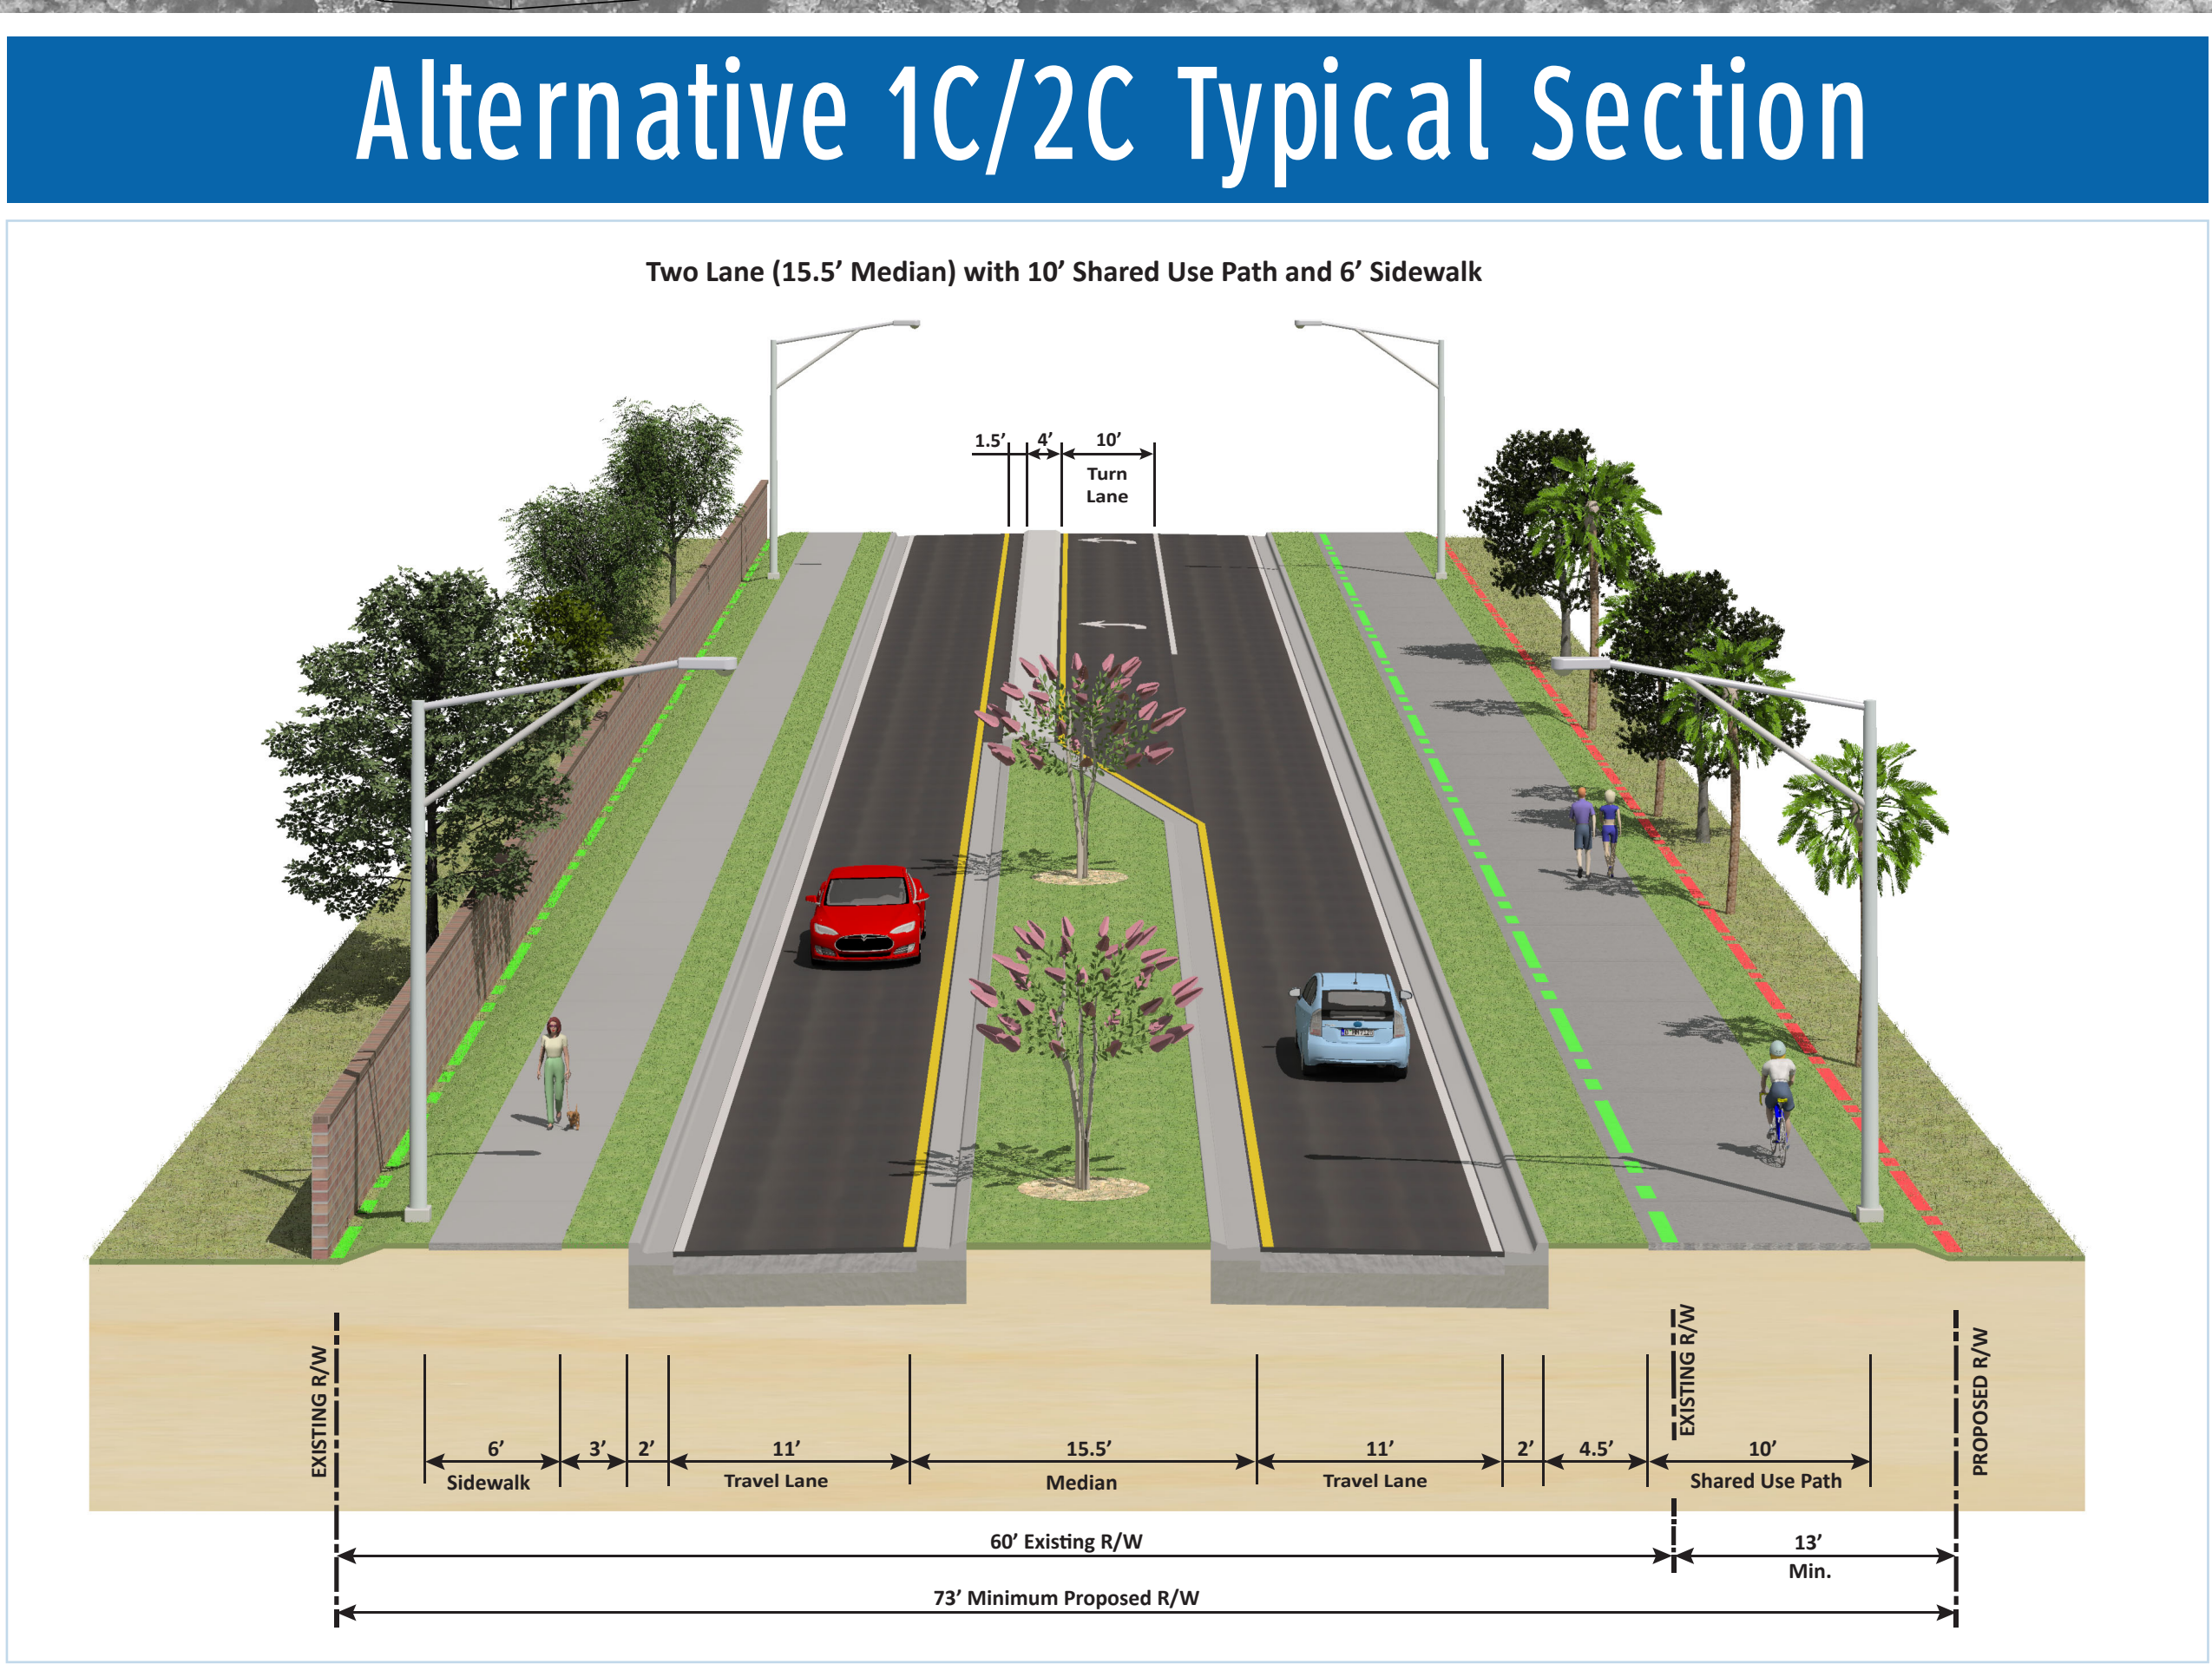 Alternative 1C/2C Typical Section
Two Lane (15.5’ Median) with 10’ Shared Use Path and 6’ Sidewalk
1.5’ 4’ 10’
Turn
Lane
EXISTING R/W
EXISTING R/W
PROPOSED R/W
6’ 3’ 2’ 11’ 15.5’ 11’ 2’ 4.5’ 10’
Sidewalk Travel Lane Median Travel Lane Shared Use Path
60’ Existing R/W 13’
Min.
73’ Minimum Proposed R/W